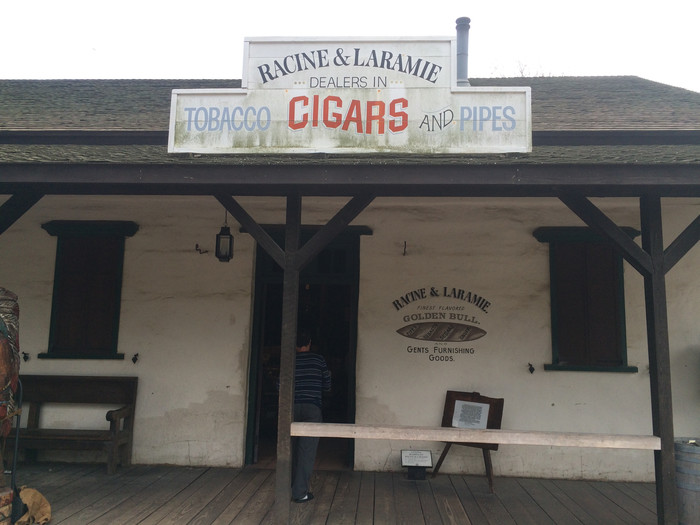 RACINE & LARAMIE
DEALERS IN
TOBACCO CIGARS AND PIPES
RACINE & LARAMIE.
FINEST FLAVORED
GOLDEN BULL
GENTS FURNISHING
GOODS.